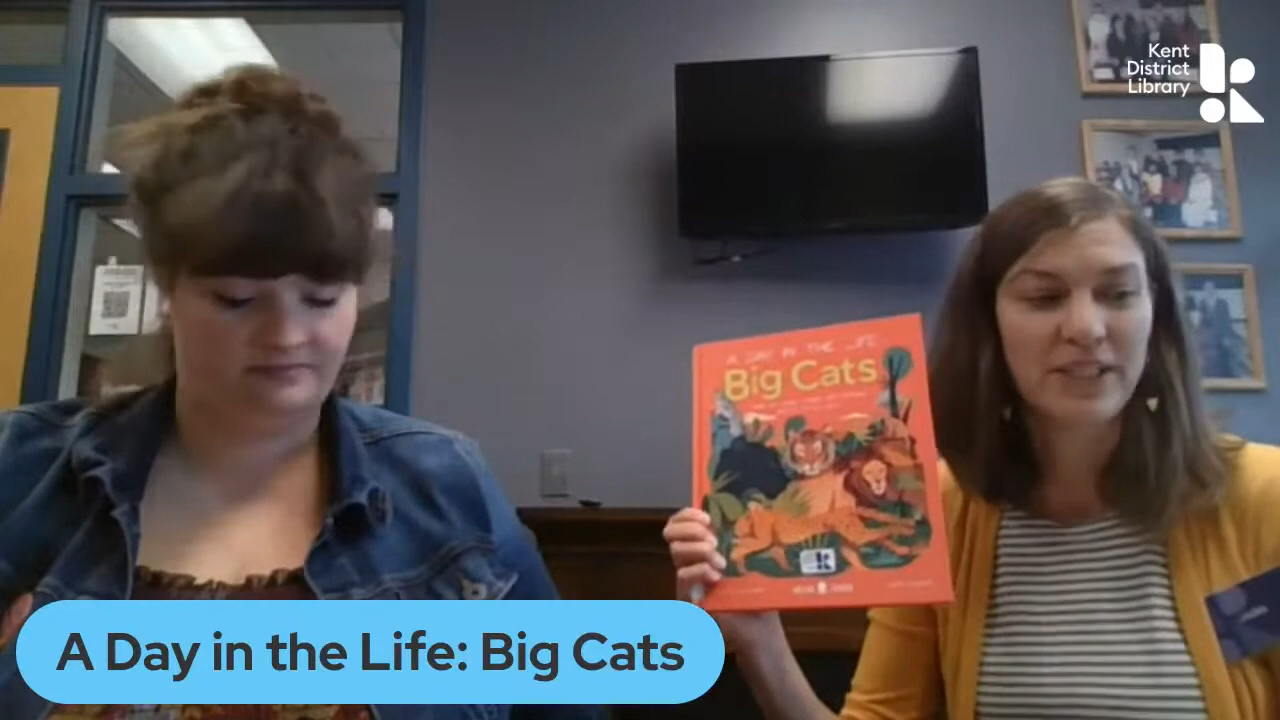 Kent
District
Library
A DAY IN THE LIFE
Big Cats
A Day in the Life: Big Cats